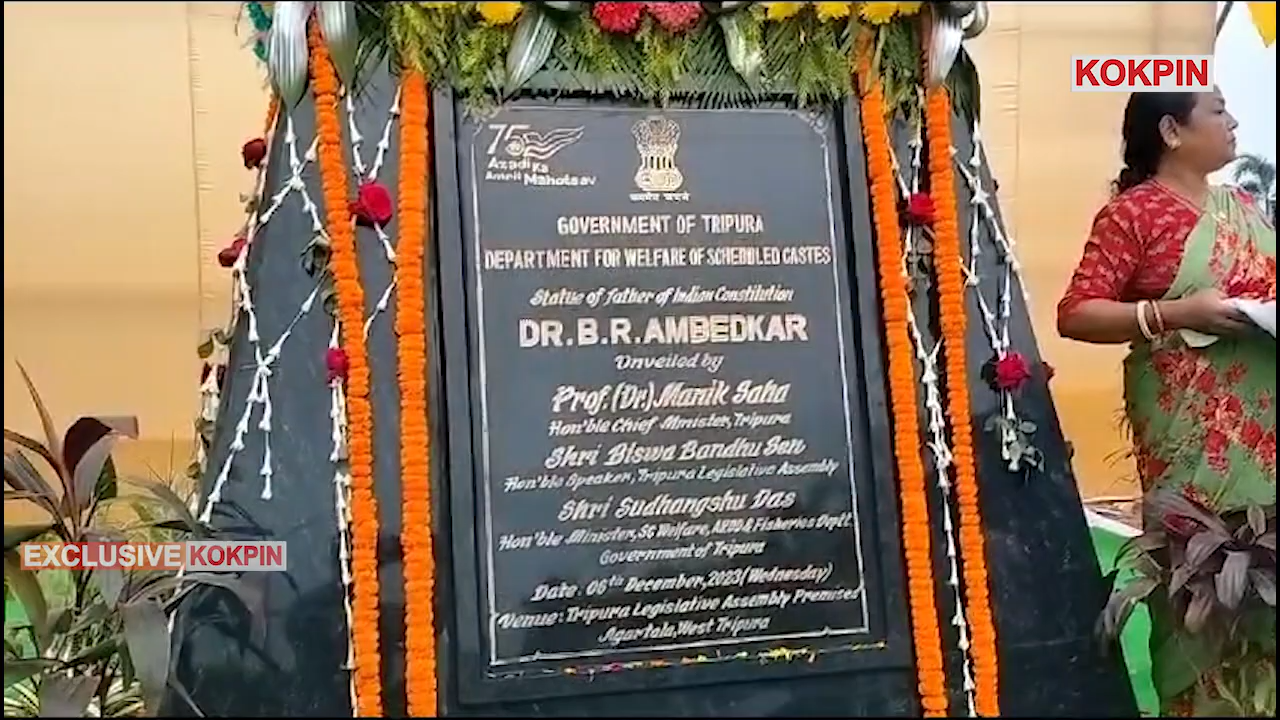 KOKPIN
75
Azadi Ka
Amrit Mahotsav
सत्यमेव जयते
GOVERNMENT OF TRIPURA
DEPARTMENT FOR WELFARE OF SCHEDULED CASTES
Statue of Father of Indian Constitution
DR.B.R.AMBEDKAR
Unveiled by
Prof.(Dr.) Manik Saha
Hon'ble Chief Minister, Tripura
Shri Biswa Bandhu Sen
Hon'ble Speaker, Tripura Legislative Assembly
Shri Sudhangshu Das
Hon'ble Minister, SC Welfare, ARDD & Fisheries Deptt.
Government of Tripura
Date. 06th December, 2023 (Wednesday)
Venue: Tripura Legislative Assembly Premises
Agartala, West Tripura
EXCLUSIVE KOKPIN